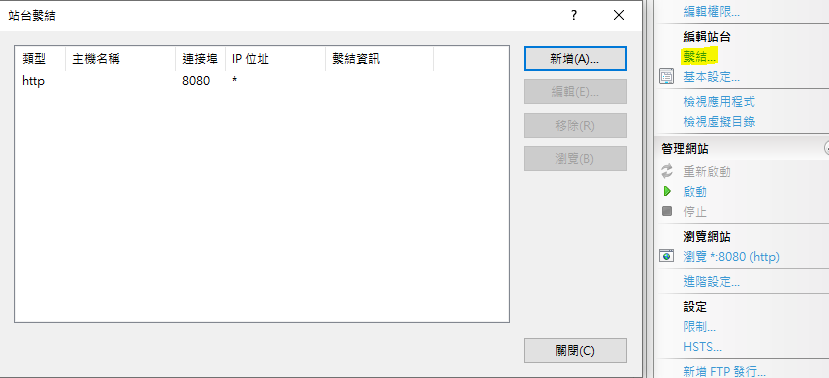 站台繫結
?
類型 主機名稱 連接埠 IP 位址 繫結資訊
http 8080 *
新增(A)...
編輯(E)...
移除(R)
瀏覽(B)
關閉(C)
編輯權限...
編輯站台
繫結...
基本設定...
檢視應用程式
檢視虛擬目錄
管理網站
重新啟動
啟動
停止
瀏覽網站
瀏覽 *:8080 (http)
進階設定...
設定
限制...
HSTS...
新增 FTP 發行...